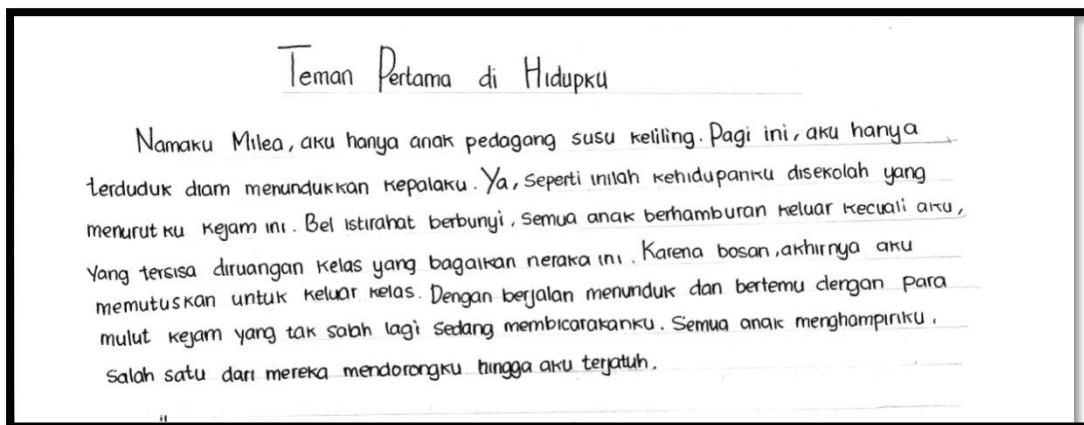 Teman Pertama di Hidupku
Namaku Milea, aku hanya anak pedagang susu keliling. Pagi ini, aku hanya
terduduk diam menundukkan kepalaku. Ya, seperti inilah kehidupanku disekolah yang
menurut ku kejam ini. Bel istirahat berbunyi, semua anak berhamburan keluar kecuali aku,
Yang tersisa diruangan kelas yang bagaikan neraka ini. Karena bosan, akhirnya aku
memutuskan untuk keluar kelas. Dengan berjalan menunduk dan bertemu dengan para
mulut kejam yang tak salah lagi sedang membicarakanku. Semua anak menghampiriku,
Salah satu dari mereka mendorongku hingga aku terjatuh.